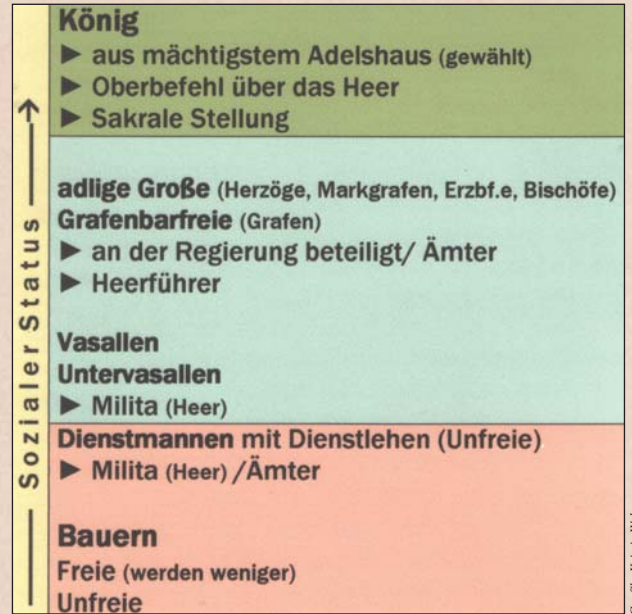 König
► aus mächtigstem Adelshaus (gewählt)
► Oberbefehl über das Heer
► Sakrale Stellung
adlige Große (Herzöge, Markgrafen, Erzbf.e, Bischöfe)
Grafenbarfreie (Grafen)
► an der Regierung beteiligt/ Ämter
► Heerführer
Vasallen
Untervasallen
► Milita (Heer)
Dienstmannen mit Dienstlehen (Unfreie)
► Milita (Heer) /Ämter
Bauern
Freie (werden weniger)
Unfreie
Sozialer Status